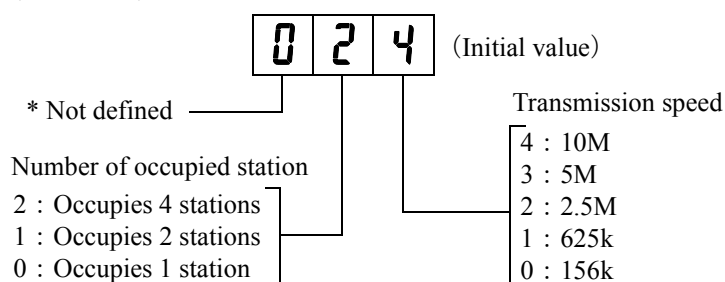 0 2 4 （Initial value）
* Not defined
Transmission speed
4 : 10M
3 : 5M
2 : 2.5M
1 : 625k
0 : 156k
Number of occupied station
2 : Occupies 4 stations
1 : Occupies 2 stations
0 : Occupies 1 station